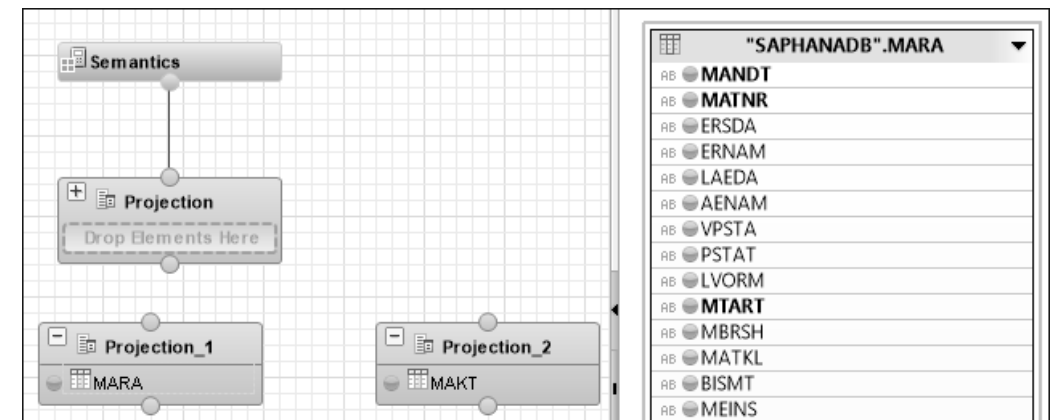 Semantics
Projection
Drop Elements Here
Projection_1
MARA
Projection_2
MAKT
"SAPHANADB".MARA
AB MANDT
AB MATNR
AB ERSDA
AB ERNAM
AB LAEDA
AB AENAM
AB VPSTA
AB PSTAT
AB LVORM
AB MTART
AB MBRSH
AB MATKL
AB BISMT
AB MEINS